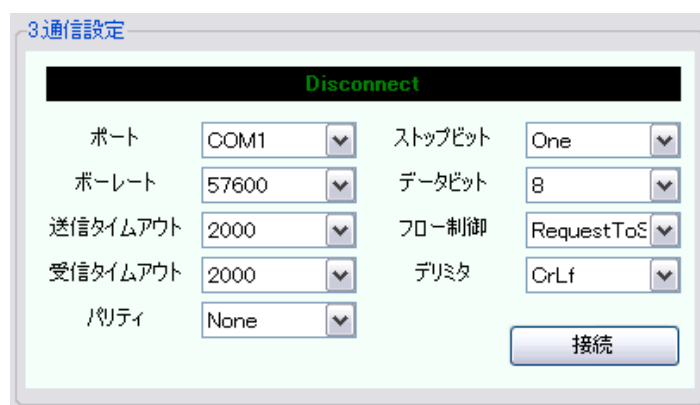 3.通信設定
Disconnect
ポート COM1 ストップビット One
ボーレート 57600 データビット 8
送信タイムアウト 2000 フロー制御 RequestToS
受信タイムアウト 2000 デリミタ CrLf
パリティ None
接続